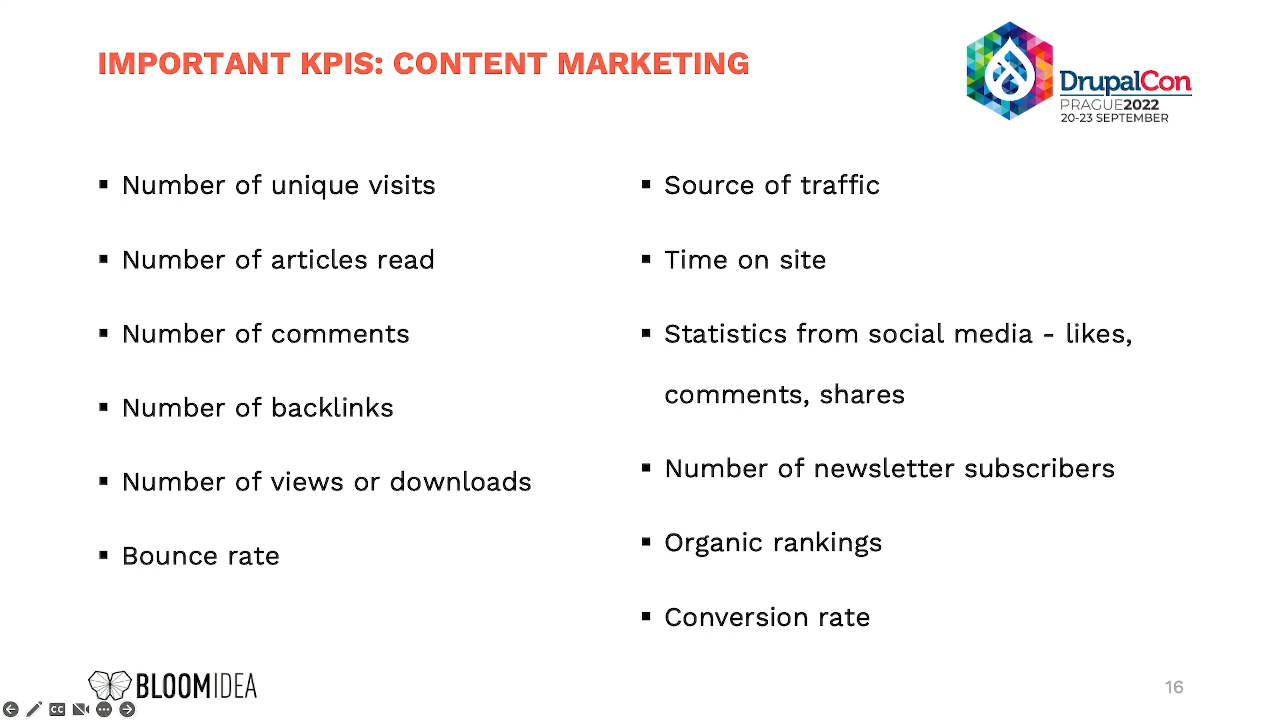 IMPORTANT KPIS: CONTENT MARKETING
DrupalCon
PRAGUE2022
20-23 SEPTEMBER
Number of unique visits
Number of articles read
Number of comments
Number of backlinks
Number of views or downloads
Bounce rate
Source of traffic
Time on site
Statistics from social media - likes,
comments, shares
Number of newsletter subscribers
Organic rankings
Conversion rate
BLOOMIDEA
CC
16